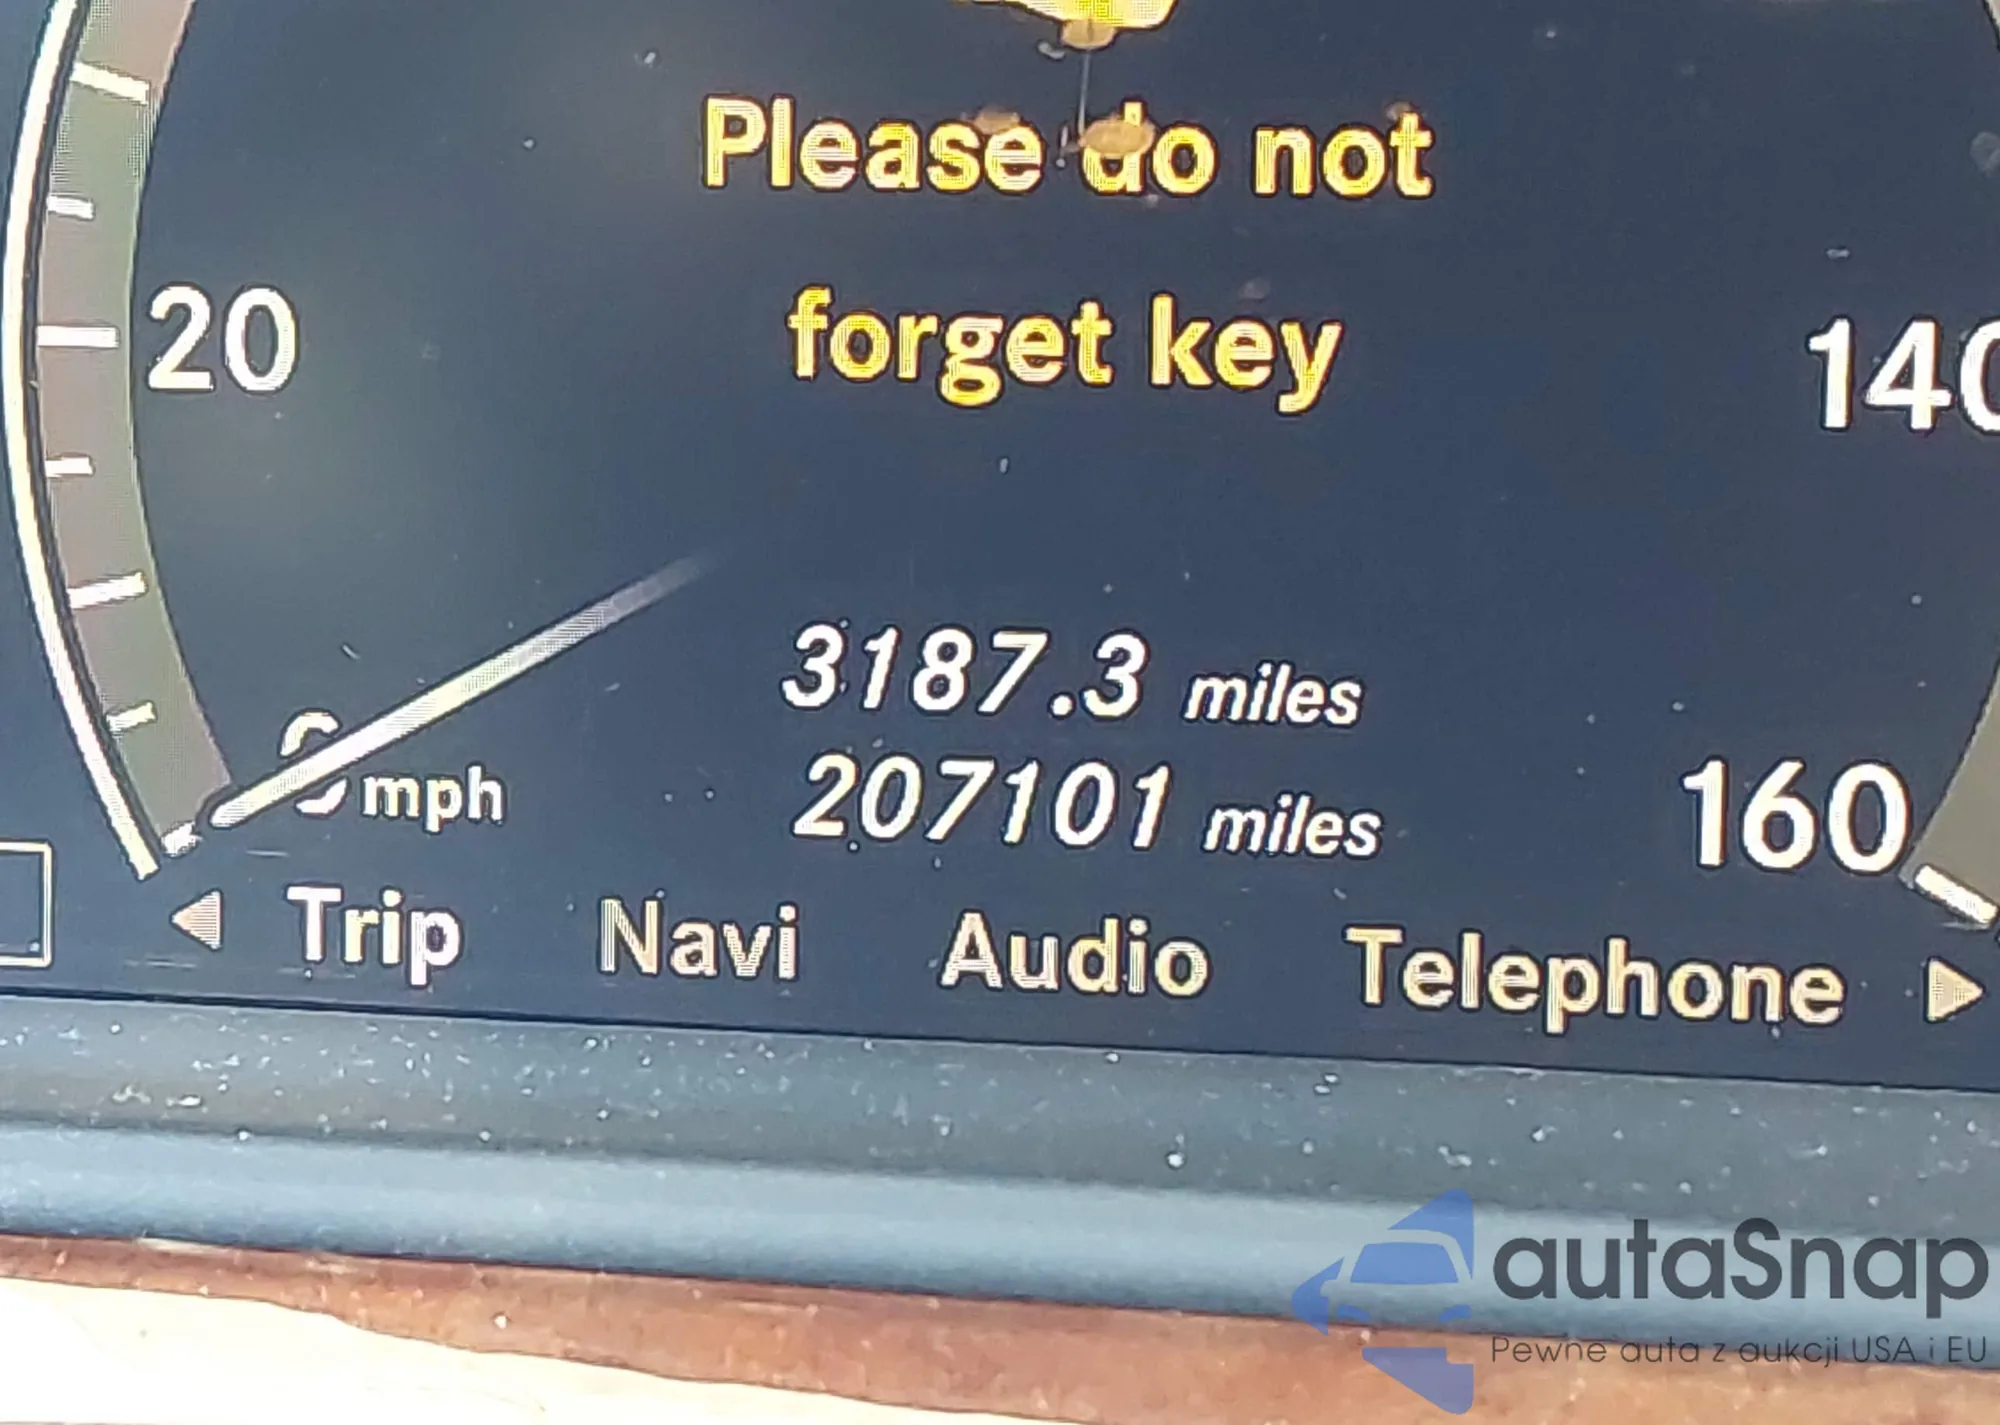 Please do not
forget key
20
140
3187.3 miles
207101 miles
0 mph
160
Trip Navi Audio Telephone
autaSnap
Pewne auta z aukcji USA i EU